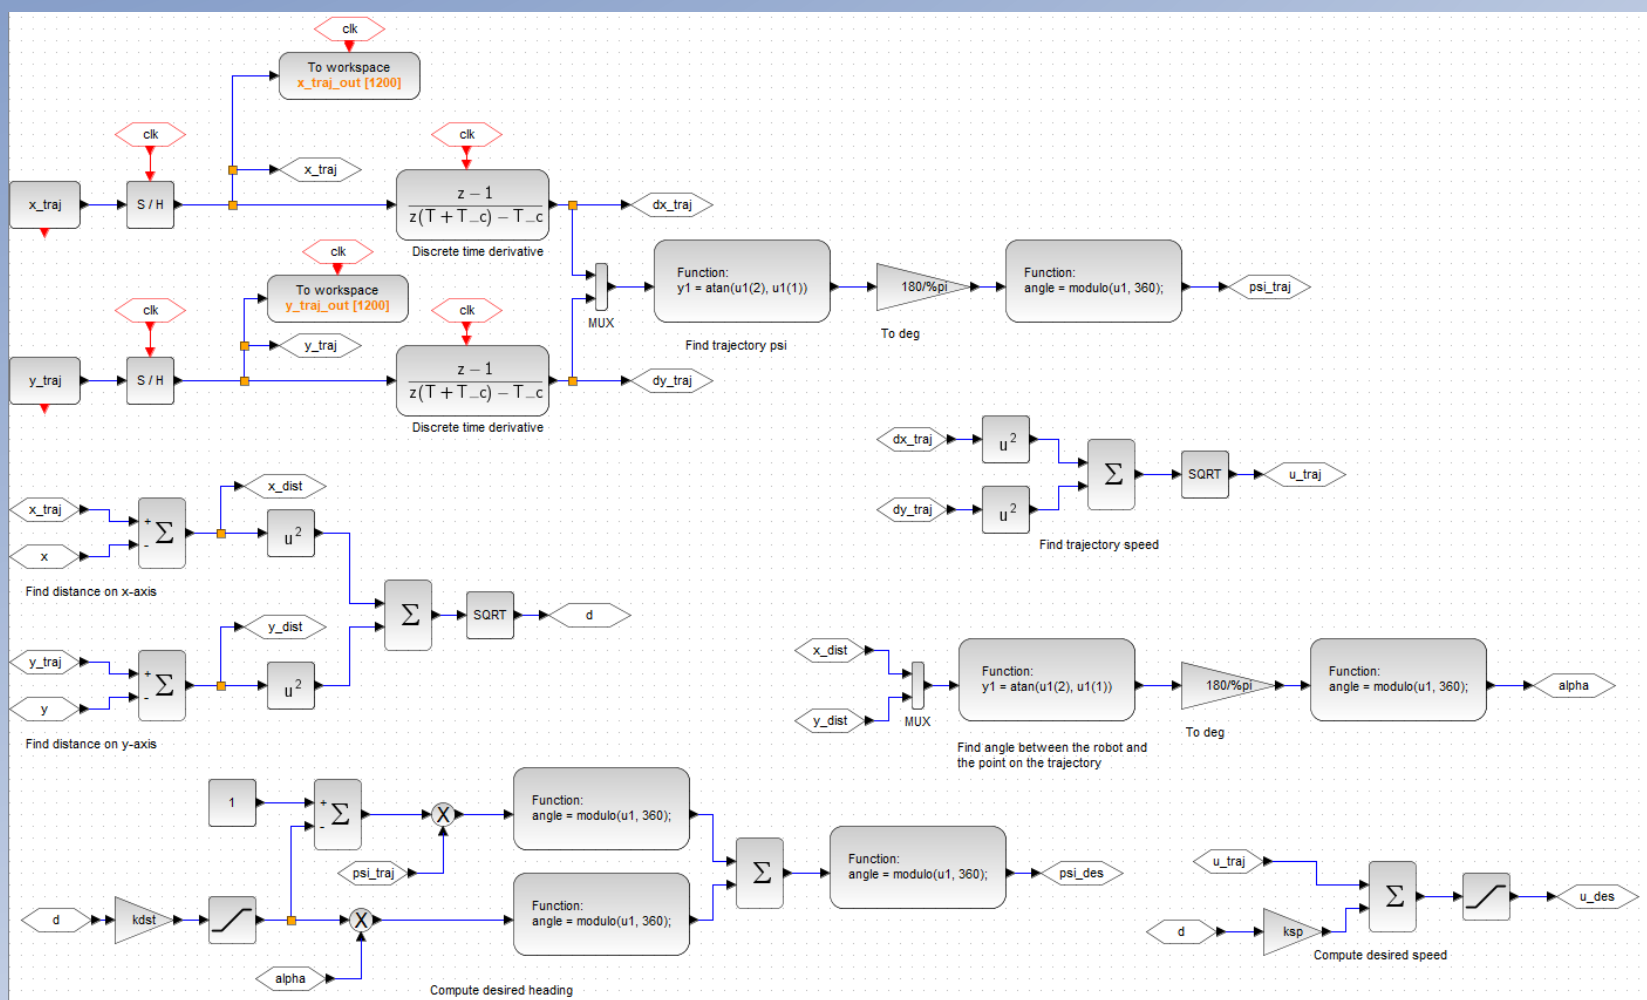 clk
To workspace
x_traj_out [1200]
clk
clk
x_traj
x_traj
S / H
z − 1
z(T + T_c) − T_c
dx_traj
Discrete time derivative
clk
To workspace
y_traj_out [1200]
clk
clk
y_traj
y_traj
S / H
z − 1
z(T + T_c) − T_c
dy_traj
Discrete time derivative
MUX
Function:
y1 = atan(u1(2), u1(1))
Find trajectory psi
180/%pi
To deg
Function:
angle = modulo(u1, 360);
psi_traj
dx_traj
u²
dy_traj
u²
Σ
SQRT
u_traj
Find trajectory speed
x_traj
x
+
-
Σ
x_dist
u²
Find distance on x-axis
y_traj
y
+
-
Σ
y_dist
u²
Find distance on y-axis
Σ
SQRT
d
x_dist
y_dist
MUX
Function:
y1 = atan(u1(2), u1(1))
Find angle between the robot and
the point on the trajectory
180/%pi
To deg
Function:
angle = modulo(u1, 360);
alpha
1
+
-
Σ
X
psi_traj
Function:
angle = modulo(u1, 360);
d
kdst
X
alpha
Function:
angle = modulo(u1, 360);
Σ
Function:
angle = modulo(u1, 360);
psi_des
Compute desired heading
u_traj
d
ksp
Σ
u_des
Compute desired speed